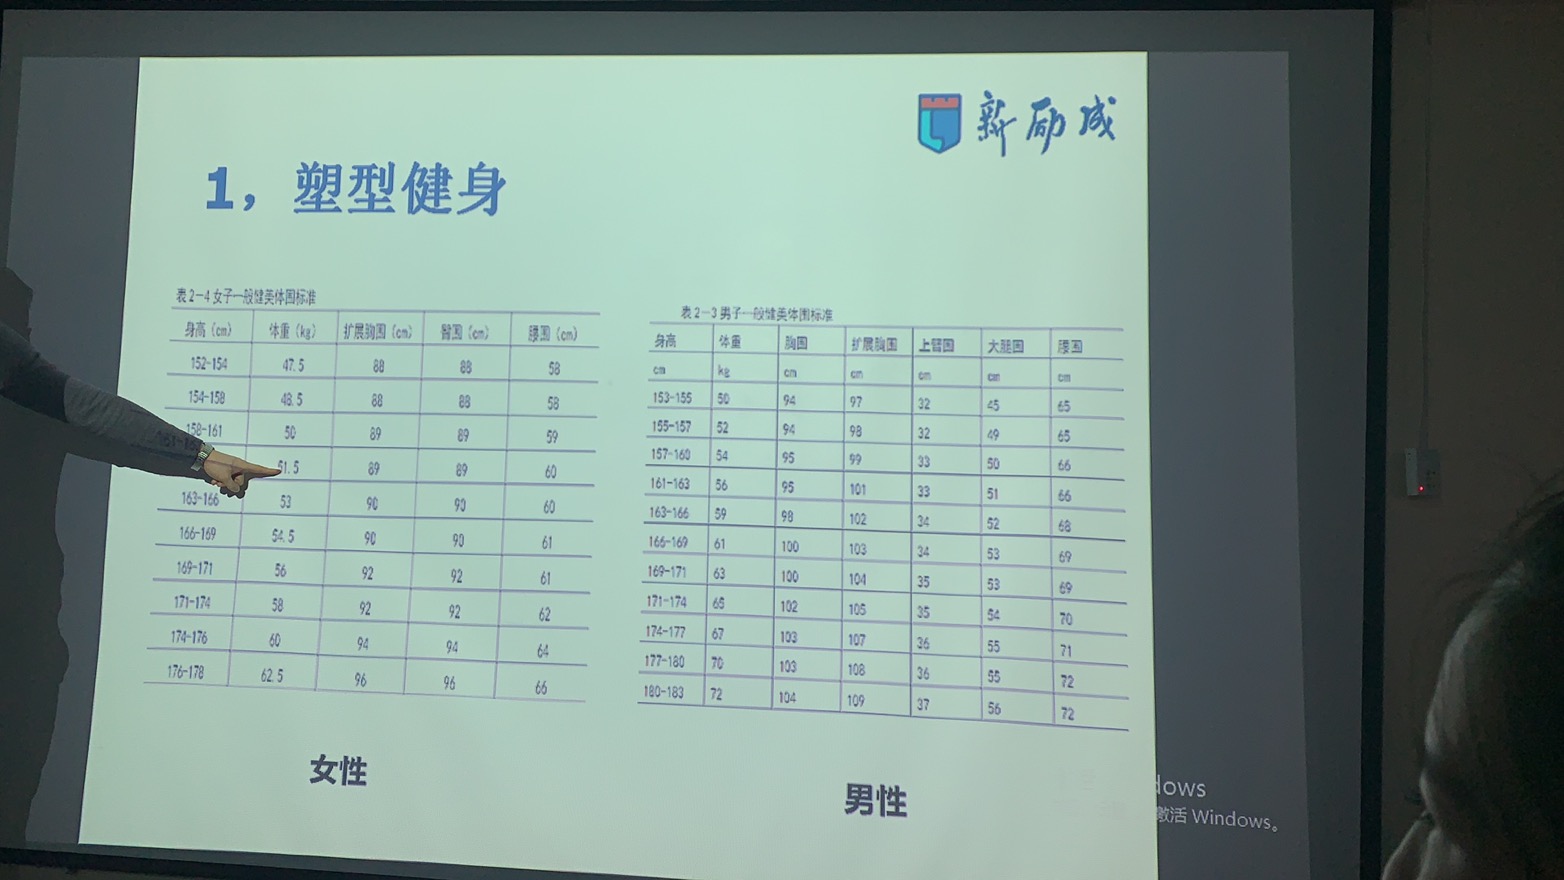 新励成
1，塑型健身
表2-4 女子一般健美体围标准
身高（cm） 体重（kg） 扩展胸围（cm） 臀围（cm） 腰围（cm）
152-154 47.5 88 88 58
154-158 48.5 88 88 58
158-161 50 89 89 59
51.5 89 89 60
163-166 53 90 90 60
166-169 54.5 90 90 61
169-171 56 92 92 61
171-174 58 92 92 62
174-176 60 94 94 64
176-178 62.5 96 96 66
女性
表2-3 男子一般健美体围标准
身高 体重 胸围 扩展胸围 上臂围 大腿围 腰围
cm kg cm cm cm cm cm
153-155 50 94 97 32 45 65
155-157 52 94 98 32 49 65
157-160 54 95 99 33 50 66
161-163 56 95 101 33 51 66
163-166 59 98 102 34 52 68
166-169 61 100 103 34 53 69
169-171 63 100 104 35 53 69
171-174 65 102 105 35 54 70
174-177 67 103 107 36 55 71
177-180 70 103 108 36 55 72
180-183 72 104 109 37 56 72
男性
dows
激活 Windows。